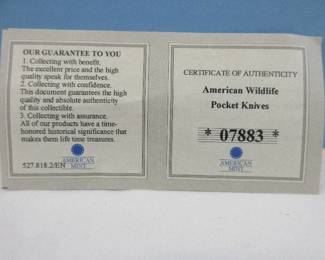 OUR GUARANTEE TO YOU
1. Collecting with benefit.
The excellent price and the high
quality speak for themselves.
2. Collecting with confidence.
This document guarantees the high
quality and absolute authenticity
of this collectible.
3. Collecting with assurance.
All of our products have a time-
honored historical significance that
makes them life time treasures.
AMERICAN
MINT
527.818.2/EN
CERTIFICATE OF AUTHENTICITY
American Wildlife
Pocket Knives
* 07883 *
AMERICAN
MINT